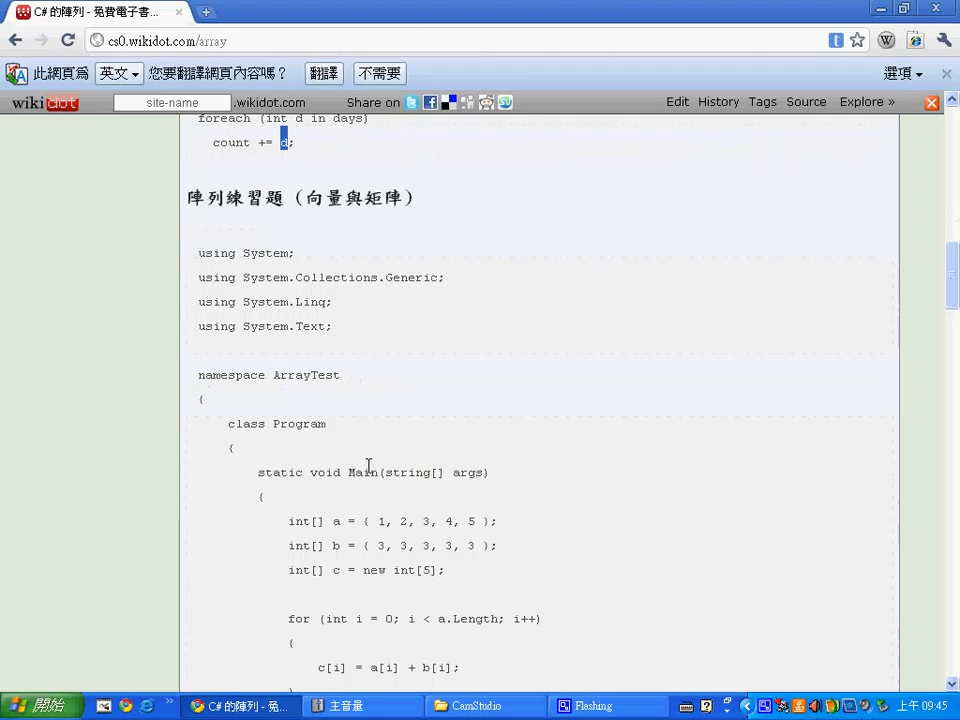 C# 的陣列 - 免費電子書...
cs0.wikidot.com/array
此網頁為 英文 您要翻譯網頁內容嗎？ 翻譯 不需要 選項
wikidot site-name .wikidot.com Share on Edit History Tags Source Explore »
foreach (int d in days)
count += d;
陣列練習題 (向量與矩陣)
using System;
using System.Collections.Generic;
using System.Linq;
using System.Text;
namespace ArrayTest
{
class Program
{
static void Main(string[] args)
{
int[] a = { 1, 2, 3, 4, 5 };
int[] b = { 3, 3, 3, 3, 3 };
int[] c = new int[5];
for (int i = 0; i < a.Length; i++)
{
c[i] = a[i] + b[i];
}
開始 C# 的陣列 - 免... 主音量 CamStudio Flashing 上午 09:45